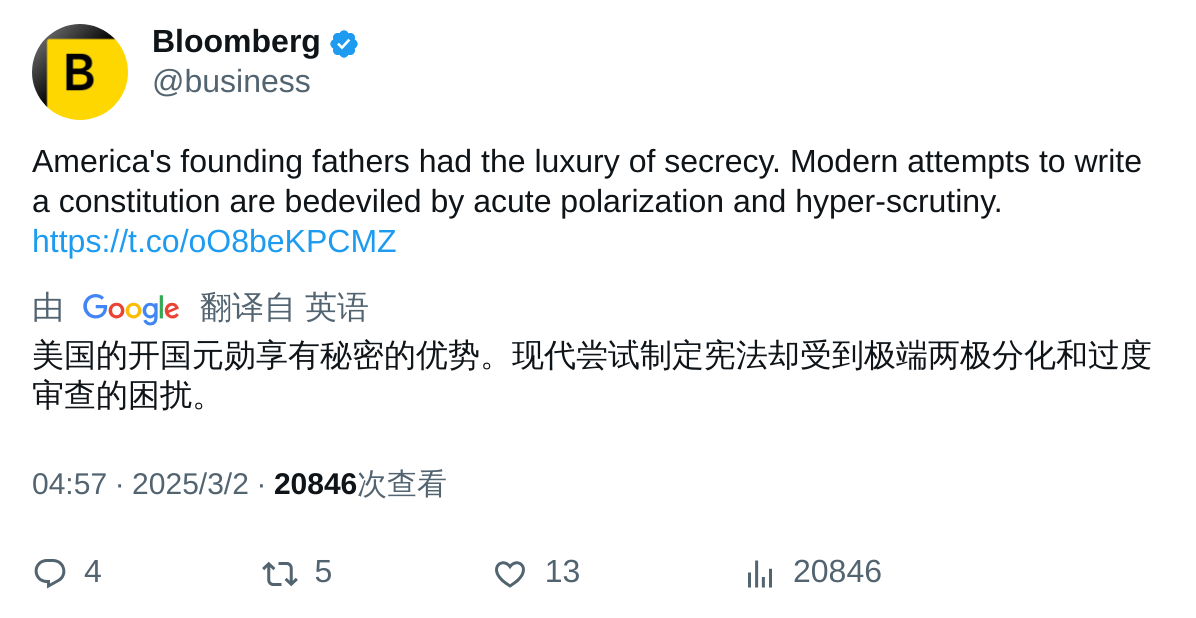 B
Bloomberg
@business
America's founding fathers had the luxury of secrecy. Modern attempts to write
a constitution are bedeviled by acute polarization and hyper-scrutiny.
https://t.co/oO8beKPCMZ
由 Google 翻译自 英语
美国的开国元勋享有秘密的优势。现代尝试制定宪法却受到极端两极分化和过度
审查的困扰。
04:57 · 2025/3/2 · 20846次查看
4 5 13 20846